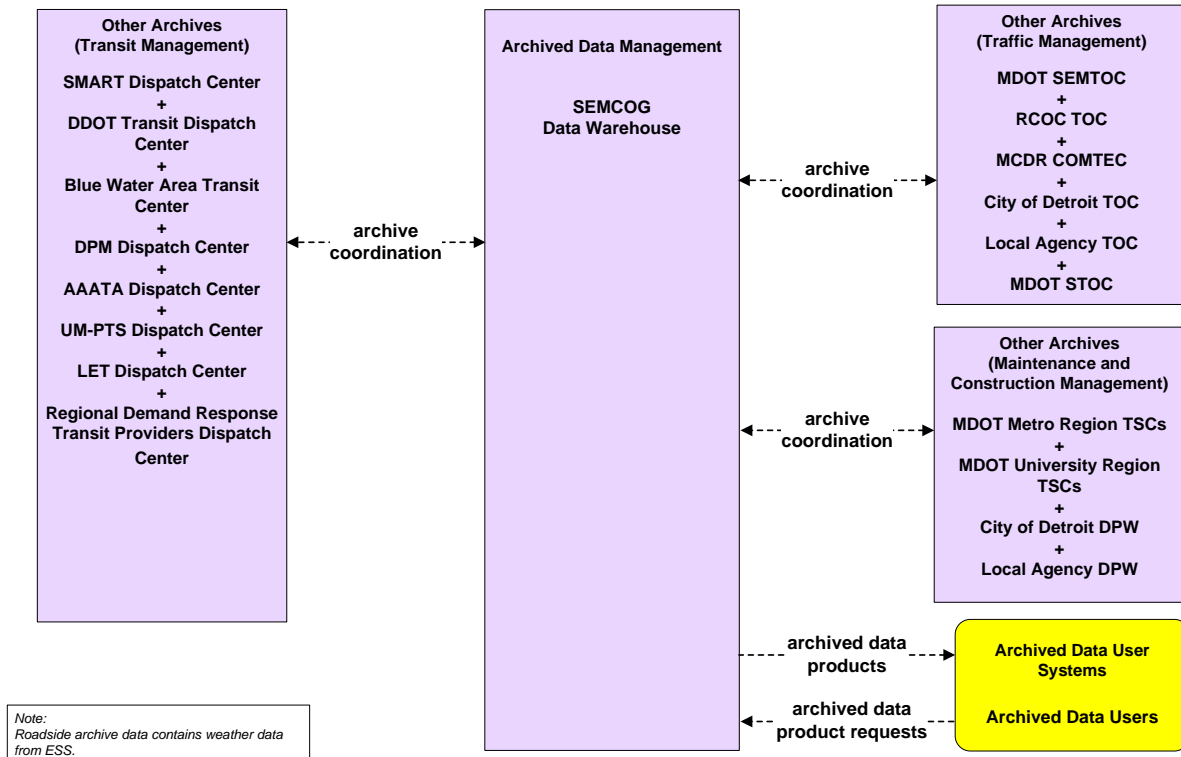 Other Archives
(Transit Management)
SMART Dispatch Center
+
DDOT Transit Dispatch
Center
+
Blue Water Area Transit
Center
+
DPM Dispatch Center
+
AAATA Dispatch Center
+
UM-PTS Dispatch Center
+
LET Dispatch Center
+
Regional Demand Response
Transit Providers Dispatch
Center
archive
coordination
Archived Data Management
SEMCOG
Data Warehouse
archive
coordination
Other Archives
(Traffic Management)
MDOT SEMTOC
+
RCOC TOC
+
MCDR COMTEC
+
City of Detroit TOC
+
Local Agency TOC
+
MDOT STOC
archive
coordination
Other Archives
(Maintenance and
Construction Management)
MDOT Metro Region TSCs
+
MDOT University Region
TSCs
+
City of Detroit DPW
+
Local Agency DPW
archived data
products
archived data
product requests
Archived Data User
Systems
Archived Data Users
Note:
Roadside archive data contains weather data
from ESS.